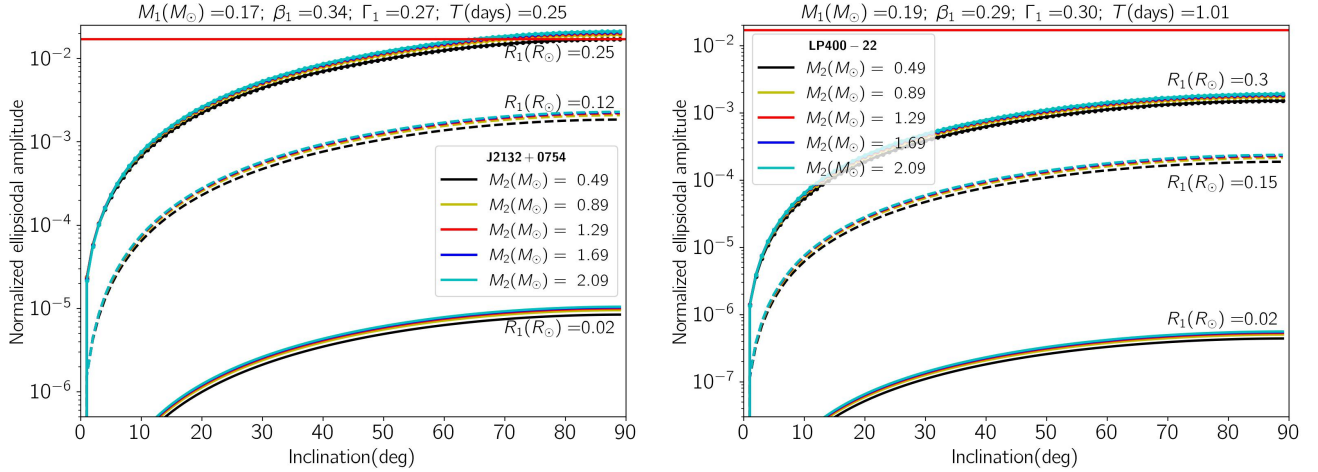 M₁(M☉) =0.17; β₁ =0.34; Γ₁ =0.27; T(days) =0.25
Normalized ellipsiodal amplitude
10⁻²
10⁻³
10⁻⁴
10⁻⁵
10⁻⁶
R₁(R☉) =0.25
R₁(R☉) =0.12
J2132 + 0754
M₂(M☉) = 0.49
M₂(M☉) = 0.89
M₂(M☉) = 1.29
M₂(M☉) = 1.69
M₂(M☉) = 2.09
R₁(R☉) =0.02
0 10 20 30 40 50 60 70 80 90
Inclination(deg)
M₁(M☉) =0.19; β₁ =0.29; Γ₁ =0.30; T(days) =1.01
Normalized ellipsiodal amplitude
10⁻²
10⁻³
10⁻⁴
10⁻⁵
10⁻⁶
10⁻⁷
LP400 − 22
M₂(M☉) = 0.49
M₂(M☉) = 0.89
M₂(M☉) = 1.29
M₂(M☉) = 1.69
M₂(M☉) = 2.09
R₁(R☉) =0.3
R₁(R☉) =0.15
R₁(R☉) =0.02
0 10 20 30 40 50 60 70 80 90
Inclination(deg)